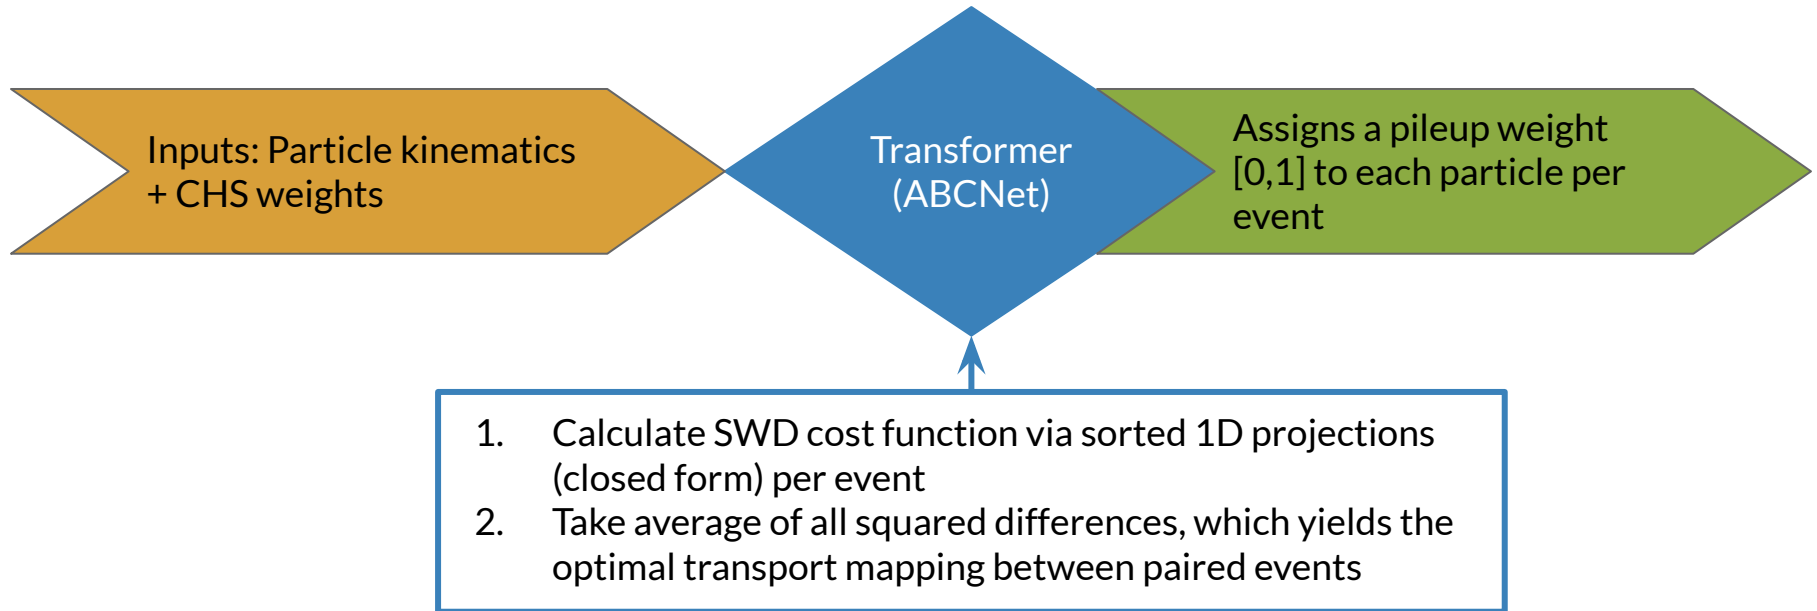 Inputs: Particle kinematics
+ CHS weights
Transformer
(ABCNet)
Assigns a pileup weight
[0,1] to each particle per
event
1. Calculate SWD cost function via sorted 1D projections
(closed form) per event
2. Take average of all squared differences, which yields the
optimal transport mapping between paired events